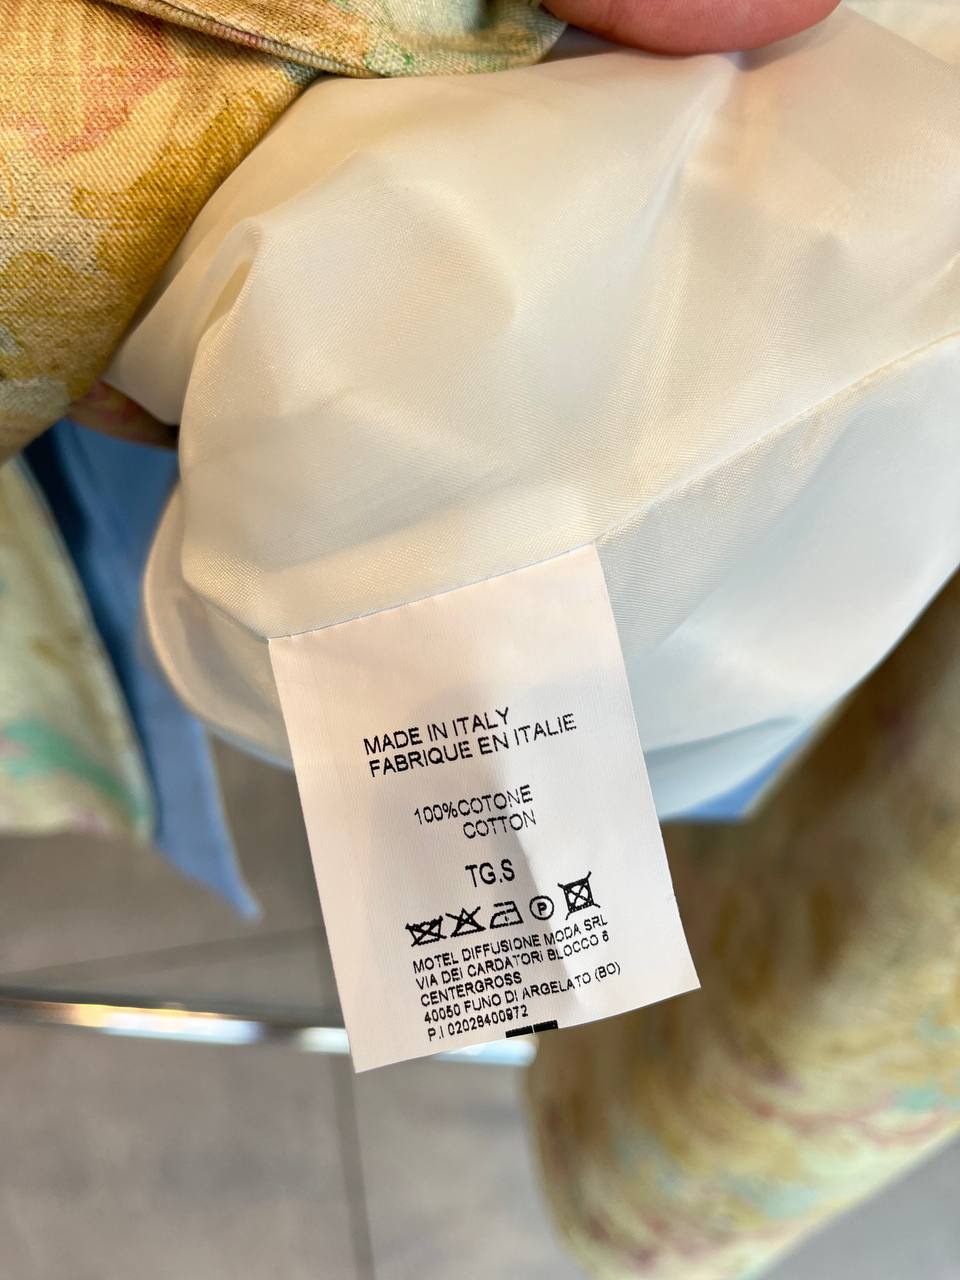 MADE IN ITALY
FABRIQUE EN ITALIE
100%COTONE
COTTON
TG.S
P
MOTEL DIFFUSIONE MODA SRL
VIA DEI CARDATORI BLOCCO 6
CENTERGROSS
40050 FUNO DI ARGELATO (BO)
P.I 02028400972